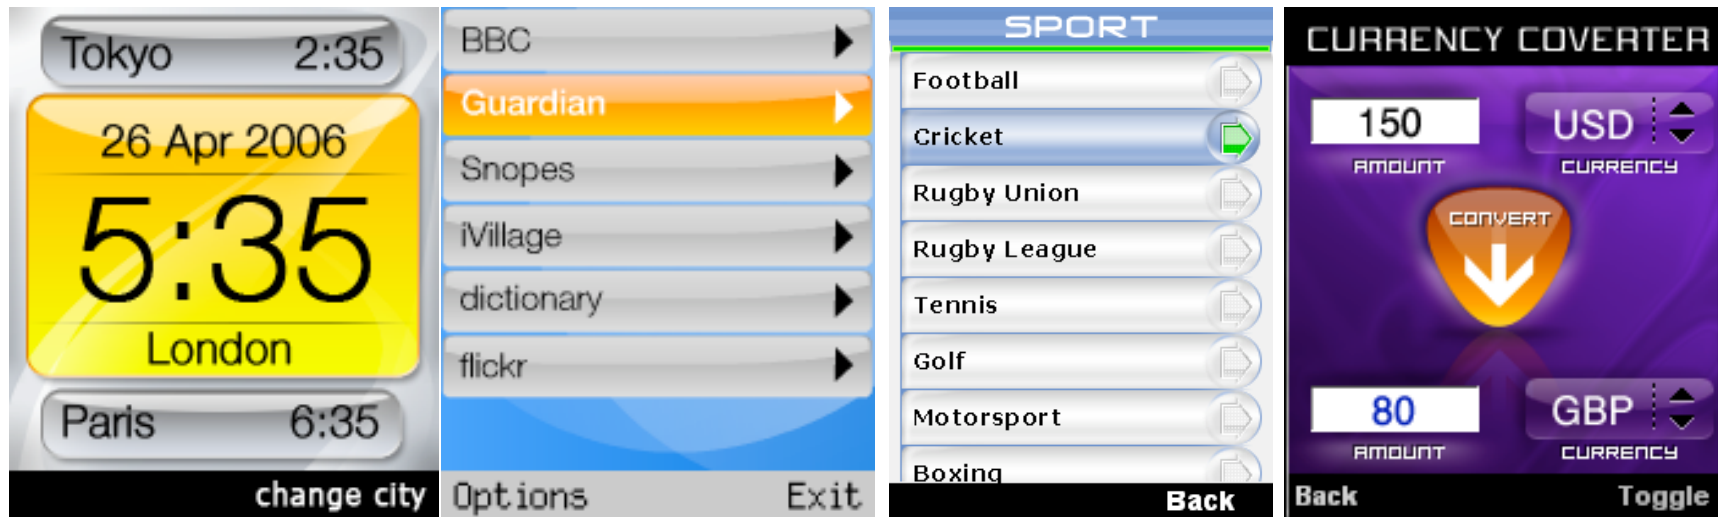 Tokyo 2:35
26 Apr 2006
5:35
London
Paris 6:35
change city
BBC
Guardian
Snopes
iVillage
dictionary
flickr
Options Exit
SPORT
Football
Cricket
Rugby Union
Rugby League
Tennis
Golf
Motorsport
Boxing
Back
CURRENCY COVERTER
150 USD
AMOUNT CURRENCY
CONVERT
80 GBP
AMOUNT CURRENCY
Back Toggle